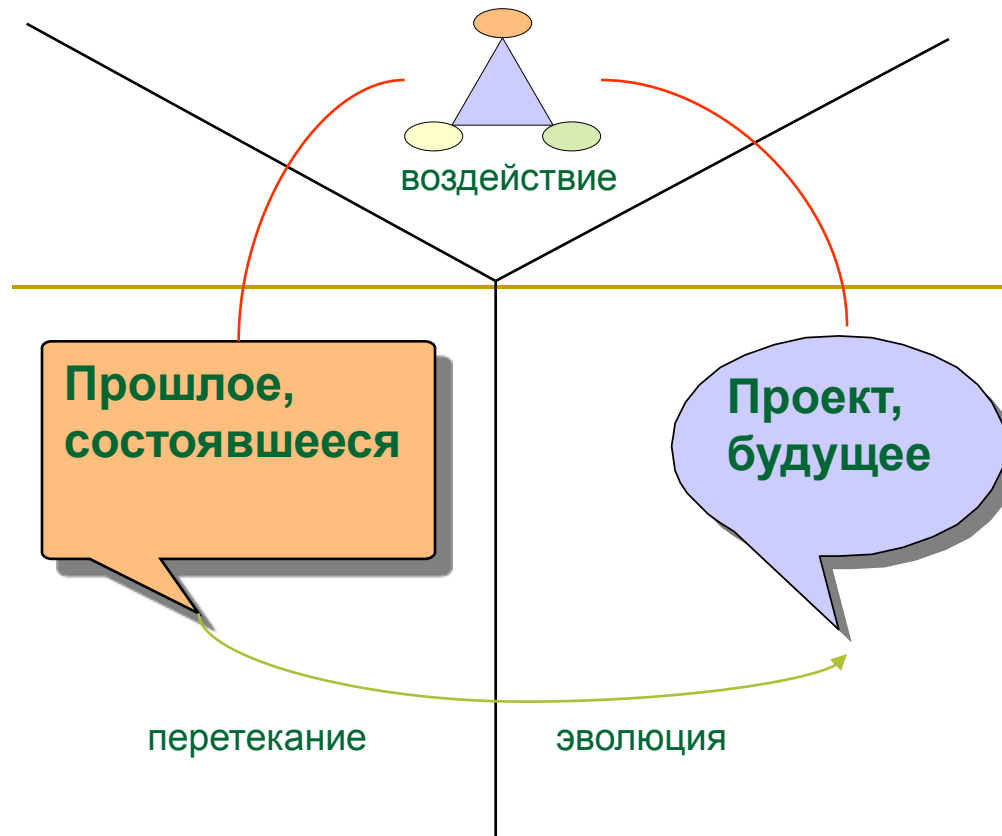 воздействие
Прошлое,
состоявшееся
Проект,
будущее
перетекание
эволюция